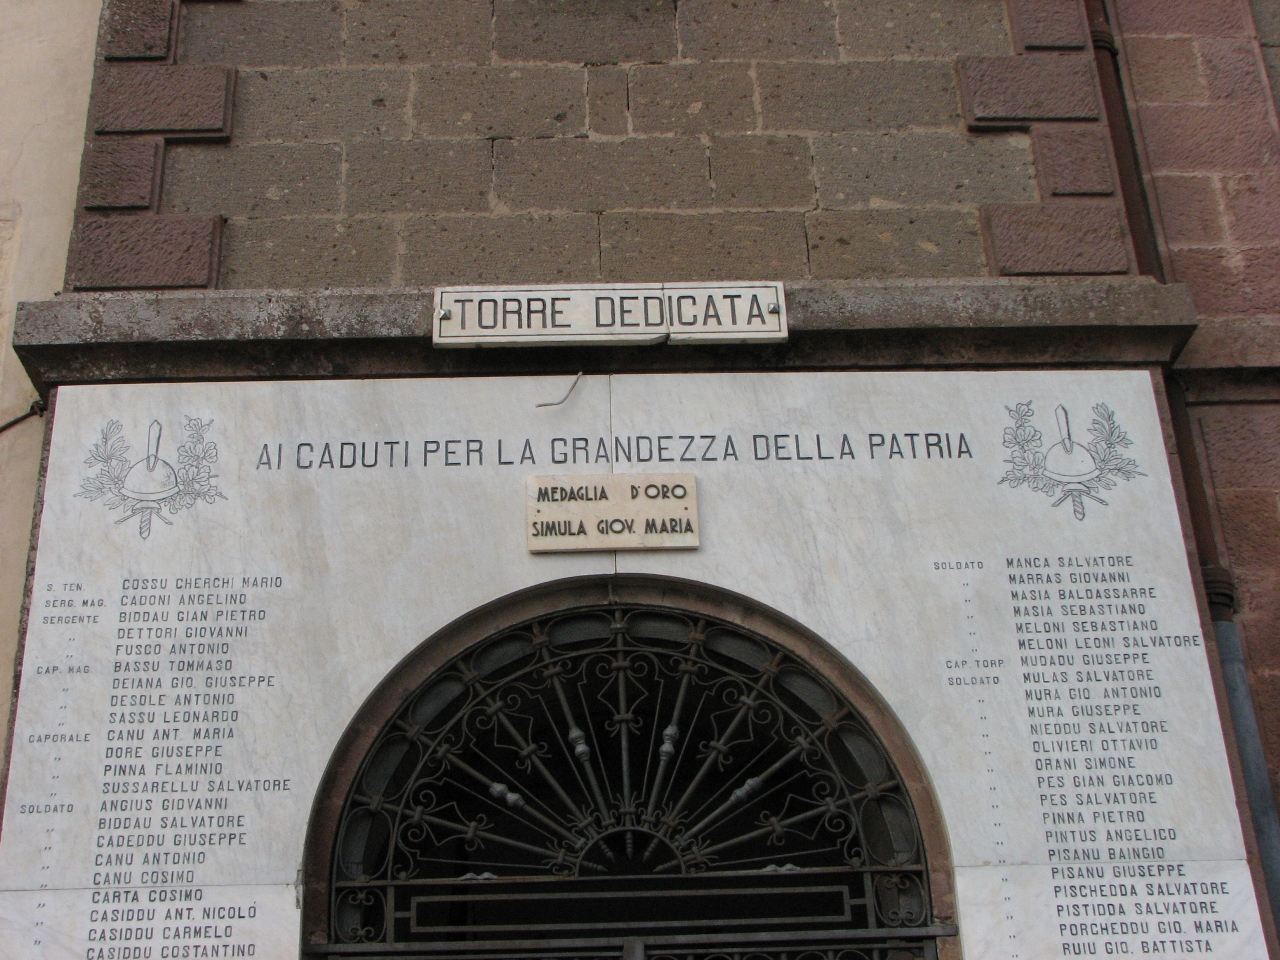 TORRE DEDICATA
AI CADUTI PER LA GRANDEZZA DELLA PATRIA
MEDAGLIA D'ORO
SIMULA GIOV. MARIA
S. TEN. COSSU CHERCHI MARIO
SERG. MAG. CADONI ANGELINO
SERGENTE BIDDAU GIAN PIETRO
" DETTORI GIOVANNI
" FUSCO ANTONIO
CAP. MAG. BASSU TOMMASO
" DEIANA GIO. GIUSEPPE
" DESOLE ANTONIO
" SASSU LEONARDO
CAPORALE CANU ANT. MARIA
" DORE GIUSEPPE
" PINNA FLAMINIO
" SUSSARELLU SALVATORE
SOLDATO ANGIUS GIOVANNI
" BIDDAU SALVATORE
" CADEDDU GIUSEPPE
" CANU ANTONIO
" CANU COSIMO
" CARTA COSIMO
" CASIDDU ANT. NICOLÓ
" CASIDDU CARMELO
CASIDDU COSTANTINO
SOLDATO MANCA SALVATORE
" MARRAS GIOVANNI
" MASIA BALDASSARRE
" MASIA SEBASTIANO
" MELONI SEBASTIANO
" MELONI LEONI SALVATORE
CAP. TORP. MUDADU GIUSEPPE
SOLDATO MULAS SALVATORE
" MURA GIO. ANTONIO
" MURA GIUSEPPE
" NIEDDU SALVATORE
" OLIVIERI OTTAVIO
" ORANI SIMONE
" PES GIAN GIACOMO
" PES SALVATORE
" PINNA PIETRO
" PINTUS ANGELICO
" PISANU BAINGIO
" PISANU GIUSEPPE
" PISCHEDDA SALVATORE
" PISTIDDA SALVATORE
" PORCHEDDU GIO. MARIA
" RUIU GIO. BATTISTA